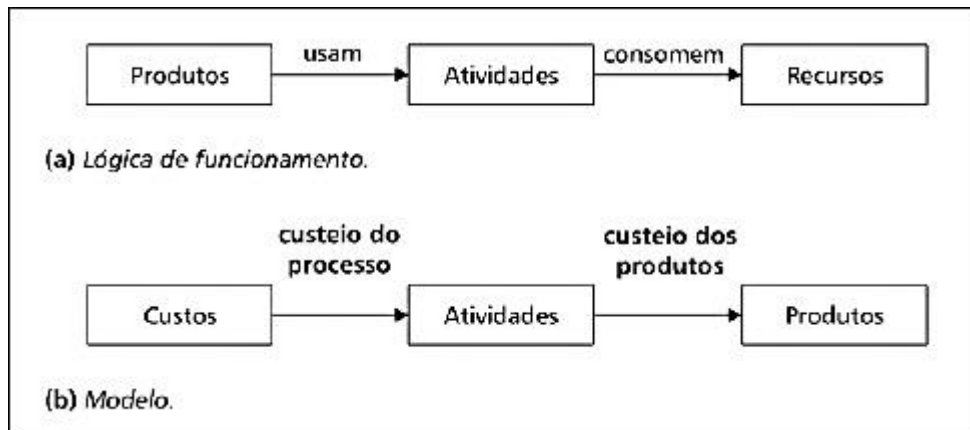 usam
consomem
Produtos
Atividades
Recursos
(a) Lógica de funcionamento.
custeio do
processo
custeio dos
produtos
Custos
Atividades
Produtos
(b) Modelo.